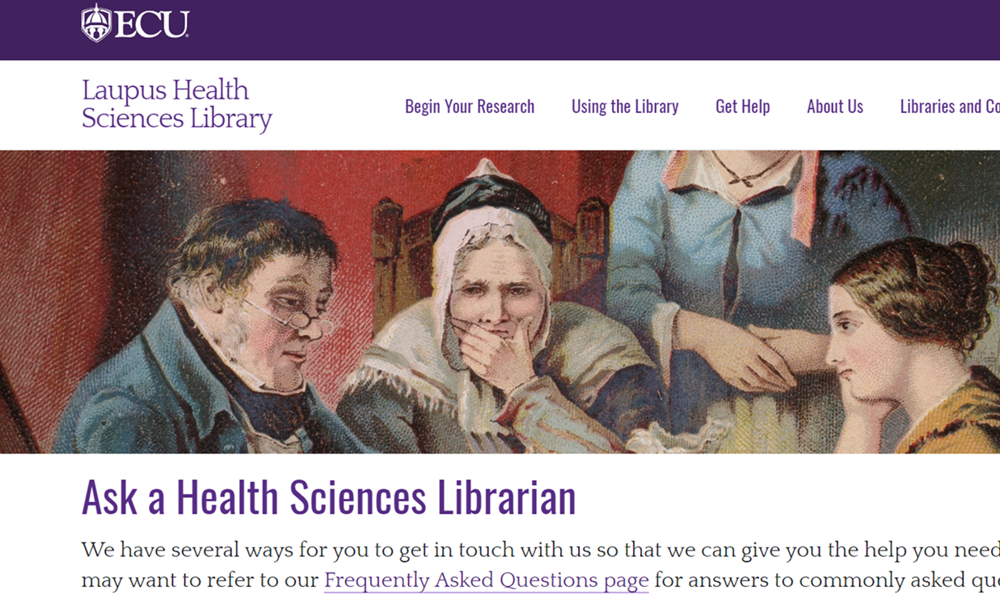 ECU
Laupus Health
Sciences Library
Begin Your Research Using the Library Get Help About Us Libraries and Co
Ask a Health Sciences Librarian
We have several ways for you to get in touch with us so that we can give you the help you need
may want to refer to our Frequently Asked Questions page for answers to commonly asked que